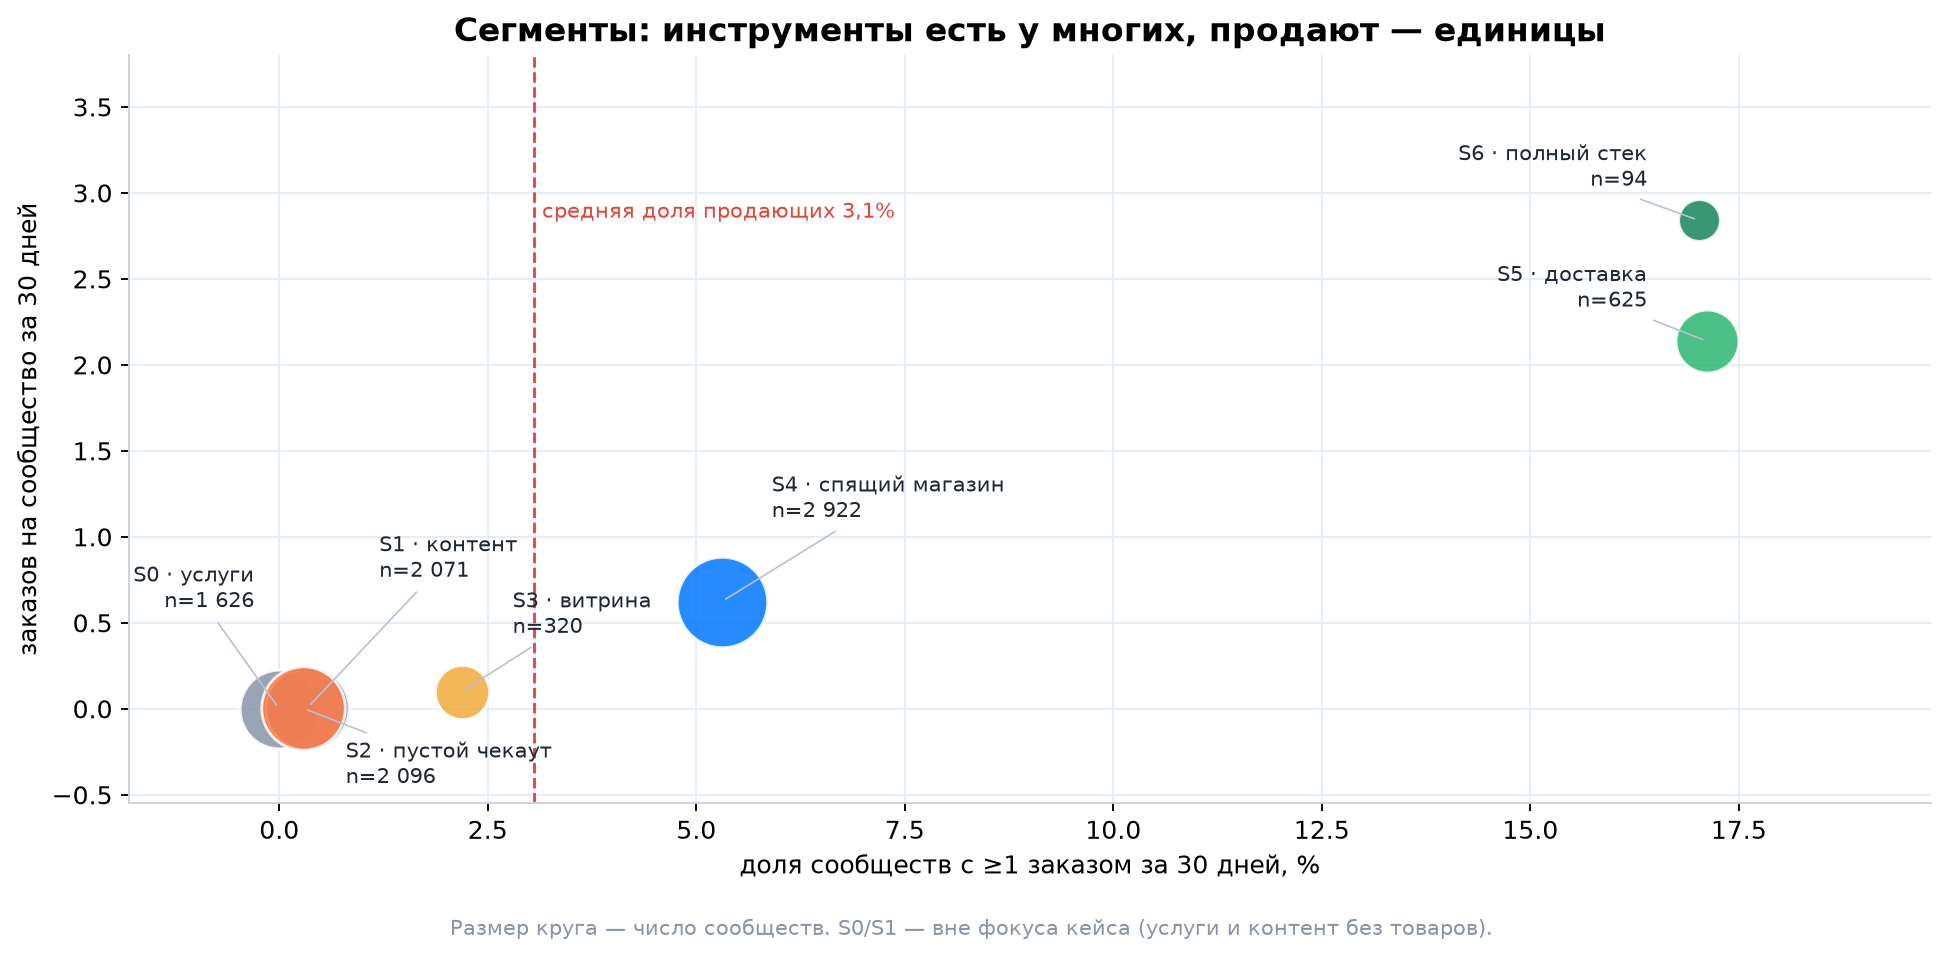 Сегменты: инструменты есть у многих, продают — единицы
заказов на сообщество за 30 дней
3.5
3.0
2.5
2.0
1.5
1.0
0.5
0.0
−0.5
средняя доля продающих 3,1%
S6 · полный стек
n=94
S5 · доставка
n=625
S4 · спящий магазин
n=2 922
S1 · контент
n=2 071
S0 · услуги
n=1 626
S3 · витрина
n=320
S2 · пустой чекаут
n=2 096
0.0 2.5 5.0 7.5 10.0 12.5 15.0 17.5
доля сообществ с ≥1 заказом за 30 дней, %
Размер круга — число сообществ. S0/S1 — вне фокуса кейса (услуги и контент без товаров).